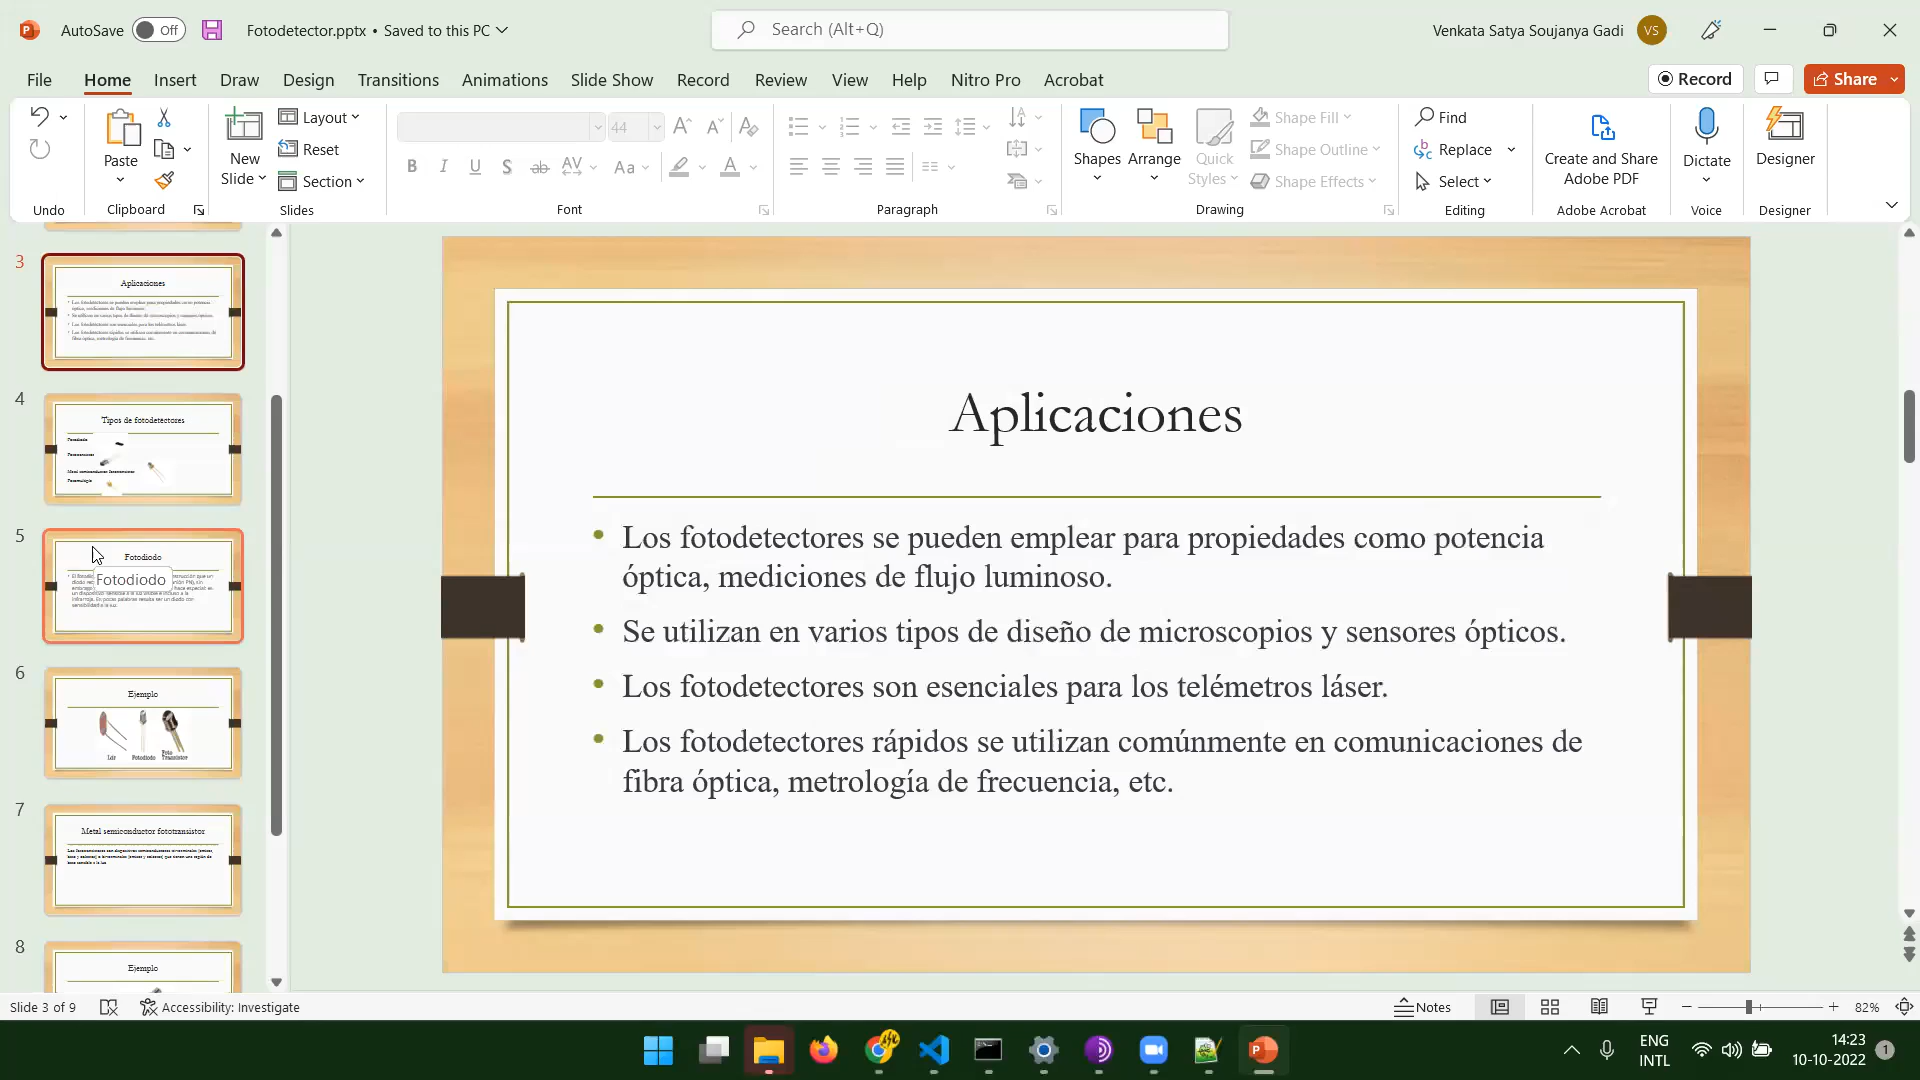 AutoSave Off Fotodetector.pptx • Saved to this PC Search (Alt+Q) Venkata Satya Soujanya Gadi VS
File Home Insert Draw Design Transitions Animations Slide Show Record Review View Help Nitro Pro Acrobat Record Share
Paste
New
Slide
Layout
Reset
Section
44
Shapes
Arrange
Quick
Styles
Shape Fill
Shape Outline
Shape Effects
Find
Replace
Select
Create and Share
Adobe PDF
Dictate
Designer
Undo Clipboard Slides Font Paragraph Drawing Editing Adobe Acrobat Voice Designer
3
Aplicaciones
4
Tipos de fotodetectores
Fotodiodo
5
Fotodiodo
Fotodiodo
6
Ejemplo
Ldr Fotodiodo Foto
Transistor
7
Metal semiconductor fototransistor
8
Ejemplo
Aplicaciones
• Los fotodetectores se pueden emplear para propiedades como potencia
óptica, mediciones de flujo luminoso.
• Se utilizan en varios tipos de diseño de microscopios y sensores ópticos.
• Los fotodetectores son esenciales para los telémetros láser.
• Los fotodetectores rápidos se utilizan comúnmente en comunicaciones de
fibra óptica, metrología de frecuencia, etc.
Slide 3 of 9 Accessibility: Investigate Notes 82%
ENG
INTL
14:23
10-10-2022
1